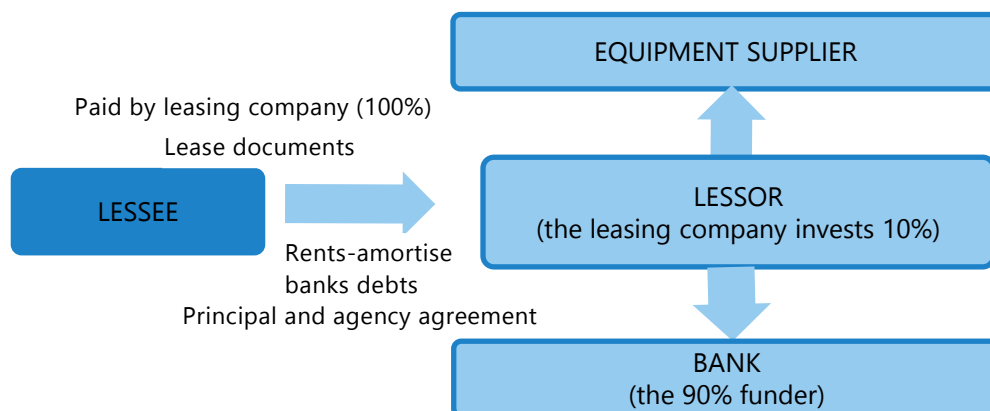 EQUIPMENT SUPPLIER
Paid by leasing company (100%)
Lease documents
LESSEE
LESSOR
(the leasing company invests 10%)
Rents-amortise
banks debts
Principal and agency agreement
BANK
(the 90% funder)